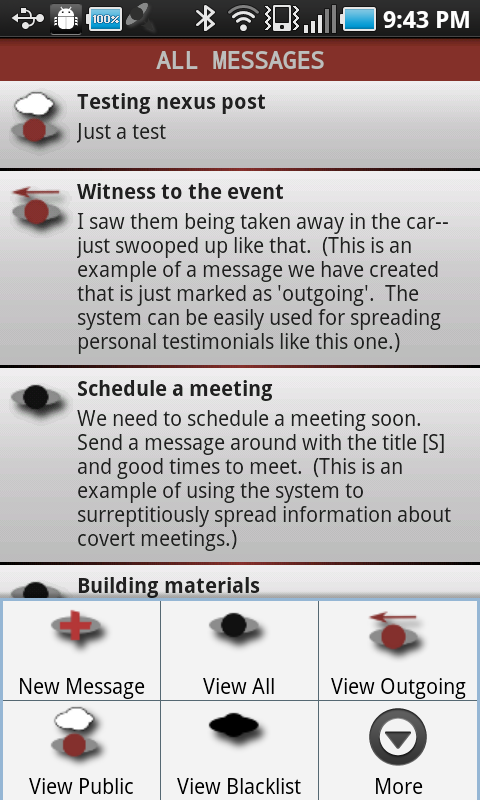 100%
9:43 PM
ALL MESSAGES
Testing nexus post
Just a test
Witness to the event
I saw them being taken away in the car--
just swooped up like that.  (This is an
example of a message we have created
that is just marked as 'outgoing'.  The
system can be easily used for spreading
personal testimonials like this one.)
Schedule a meeting
We need to schedule a meeting soon.
Send a message around with the title [S]
and good times to meet.  (This is an
example of using the system to
surreptitiously spread information about
covert meetings.)
Building materials
New Message
View All
View Outgoing
View Public
View Blacklist
More